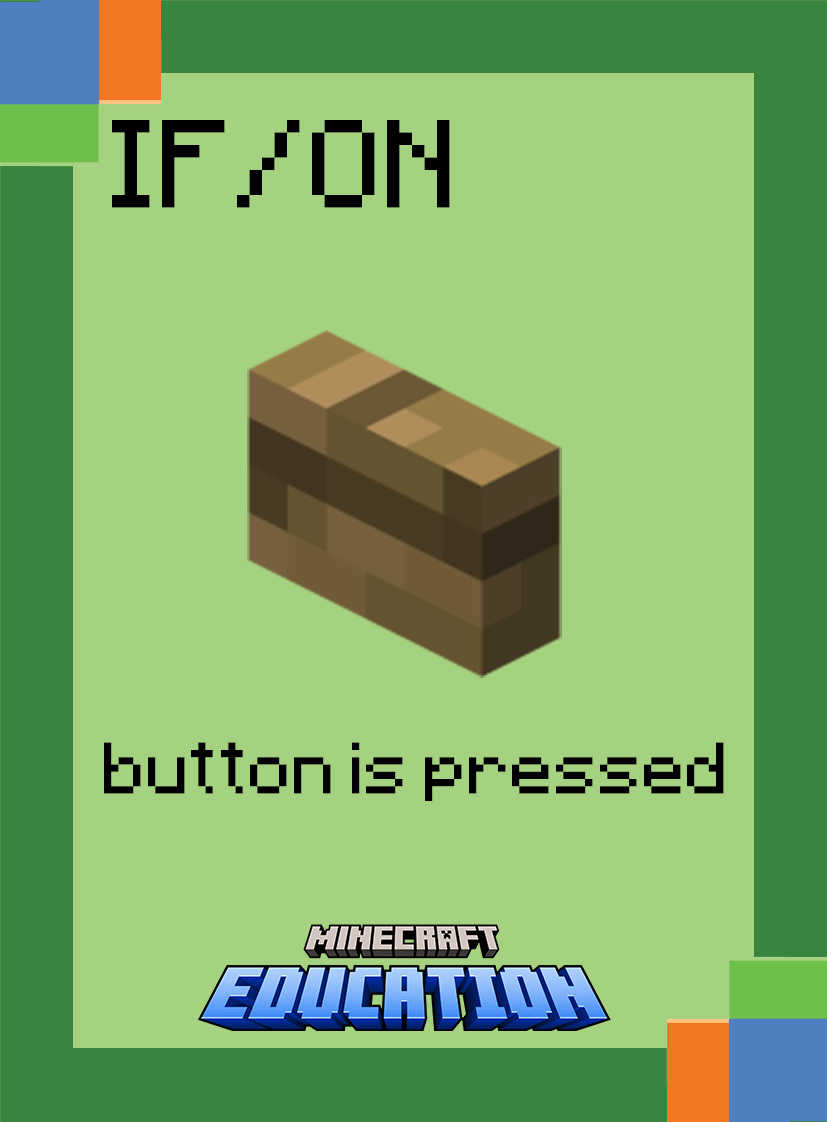 IF/ON
button is pressed
MINECRAFT
EDUCATION